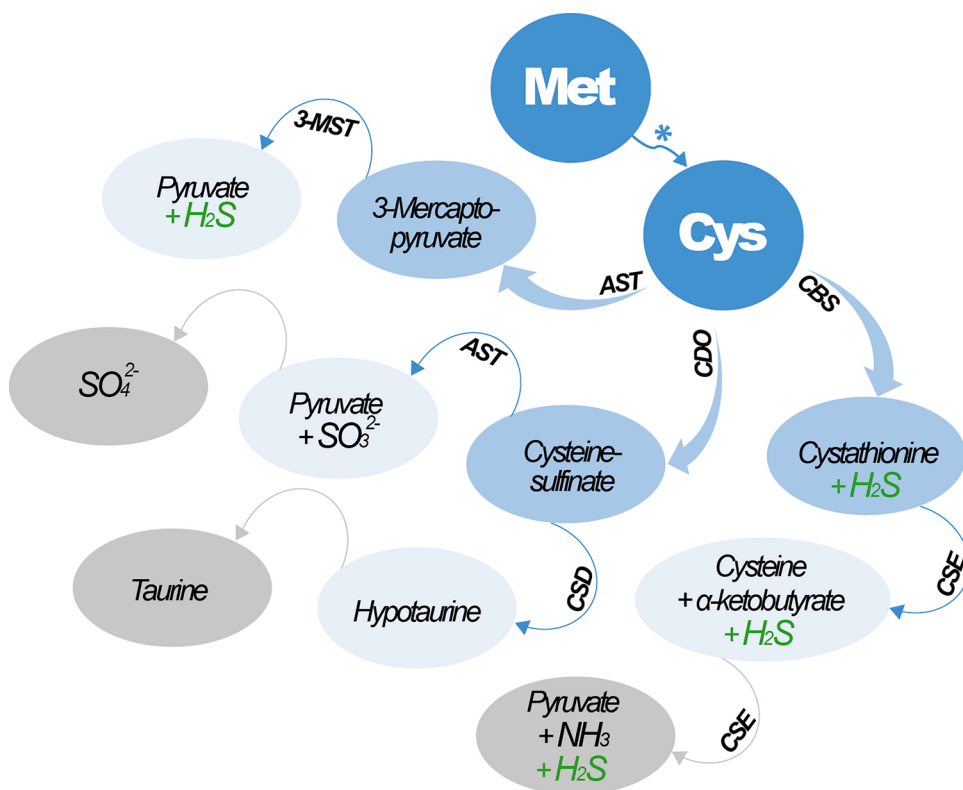 Met
*
3-MST
Pyruvate
+ H₂S
3-Mercapto-
pyruvate
Cys
AST
CBS
CDO
SO₄²⁻
Pyruvate
+ SO₃²⁻
AST
Cysteine-
sulfinate
Cystathionine
+ H₂S
Taurine
Hypotaurine
CSD
Cysteine
+ α-ketobutyrate
+ H₂S
CSE
Pyruvate
+ NH₃
+ H₂S
CSE